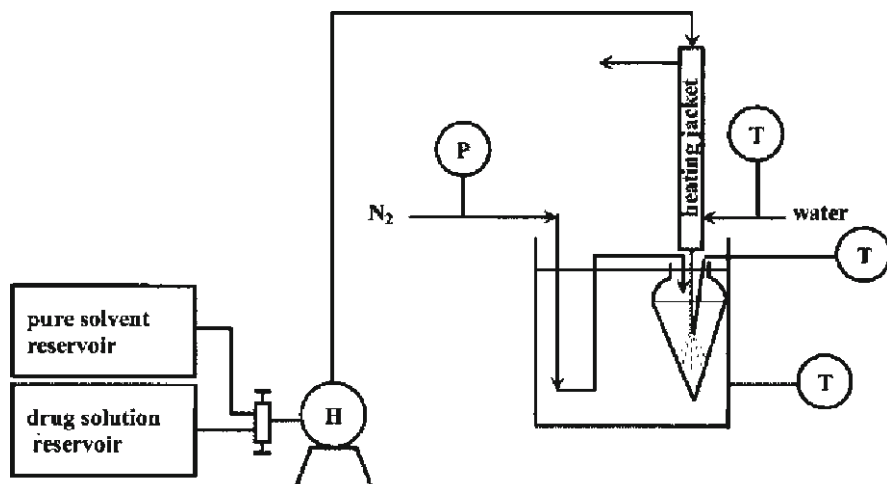 heating jacket
P
T
N₂
water
T
pure solvent
reservoir
drug solution
reservoir
H
T